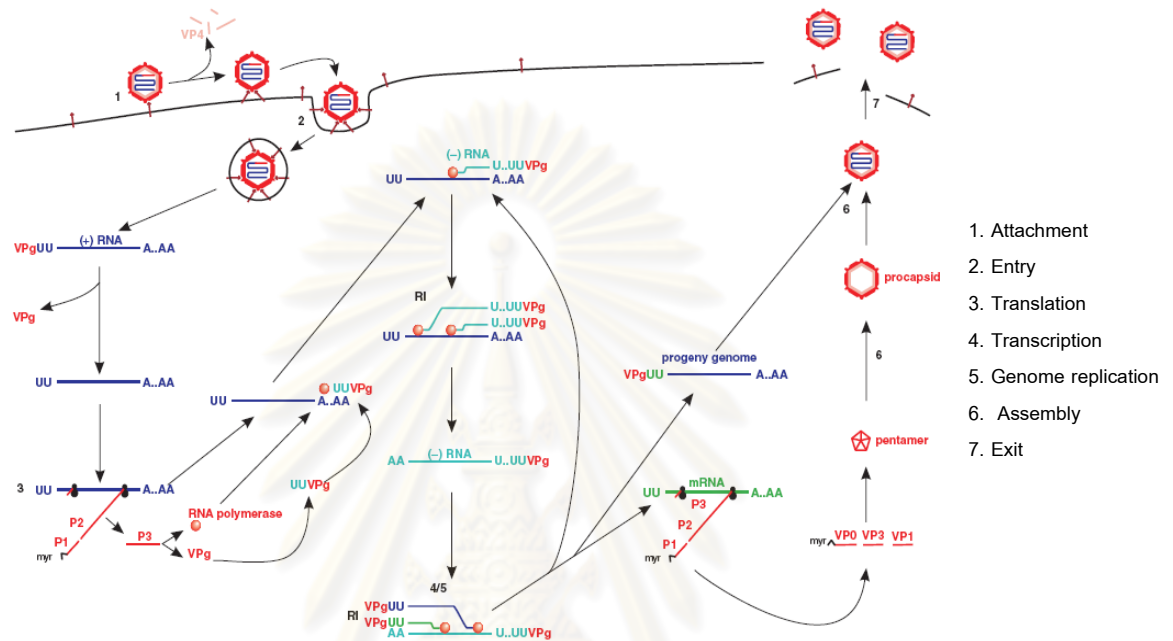 VP4
1
2
7
(–) RNA
U..UUVPg
UU
A..AA
6
(+) RNA
VPgUU
A..AA
1. Attachment
2. Entry
3. Translation
4. Transcription
5. Genome replication
6. Assembly
7. Exit
procapsid
RI
U..UUVPg
U..UUVPg
UU
A..AA
VPg
progeny genome
VPgUU
A..AA
6
UU
A..AA
UUVPg
UU
A..AA
pentamer
(–) RNA
AA
U..UUVPg
3
UU
A..AA
UUVPg
mRNA
UU
A..AA
P3
RNA polymerase
P2
P3
P1
myr
VPg
P2
P1
myr
myr
VP0 VP3 VP1
4/5
RI
VPgUU
VPgUU
AA
U..UUVPg